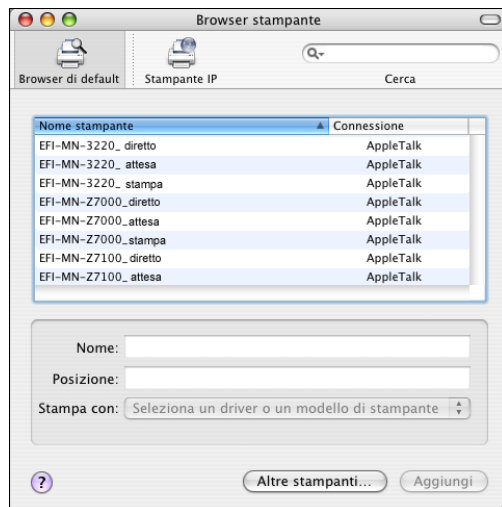 Browser stampante
Browser di default
Stampante IP
Cerca
Nome stampante Connessione
EFI-MN-3220_ diretto AppleTalk
EFI-MN-3220_ attesa AppleTalk
EFI-MN-3220_ stampa AppleTalk
EFI-MN-Z7000_diretto AppleTalk
EFI-MN-Z7000_attesa AppleTalk
EFI-MN-Z7000_stampa AppleTalk
EFI-MN-Z7100_ diretto AppleTalk
EFI-MN-Z7100_ attesa AppleTalk
Nome:
Posizione:
Stampa con: Seleziona un driver o un modello di stampante
? Altre stampanti... Aggiungi